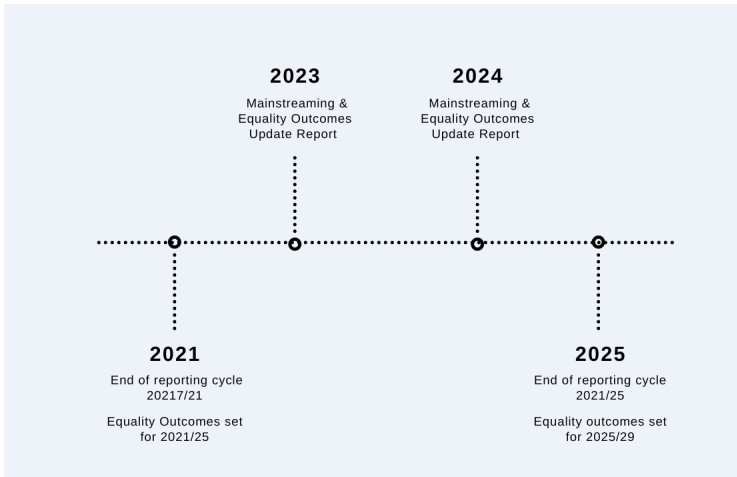 2023
Mainstreaming &
Equality Outcomes
Update Report
2024
Mainstreaming &
Equality Outcomes
Update Report
2021
End of reporting cycle
20217/21
Equality Outcomes set
for 2021/25
2025
End of reporting cycle
2021/25
Equality outcomes set
for 2025/29